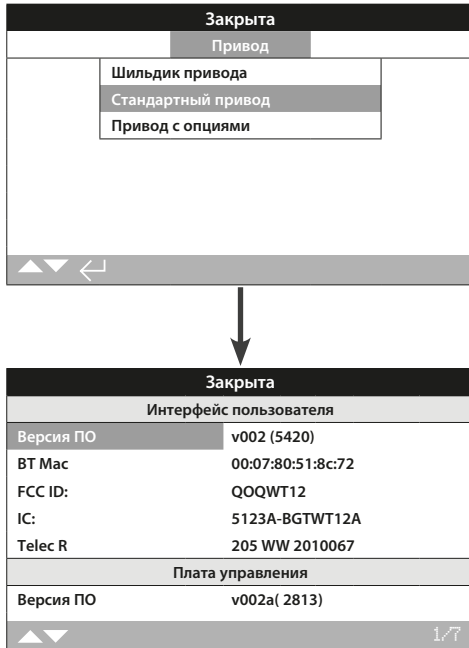 Закрыта
Привод
Шильдик привода
Стандартный привод
Привод с опциями
Закрыта
Интерфейс пользователя
Версия ПО v002 (5420)
BT Mac 00:07:80:51:8c:72
FCC ID: QOQWT12
IC: 5123A-BGTWT12A
Telec R 205 WW 2010067
Плата управления
Версия ПО v002a( 2813)
1/7